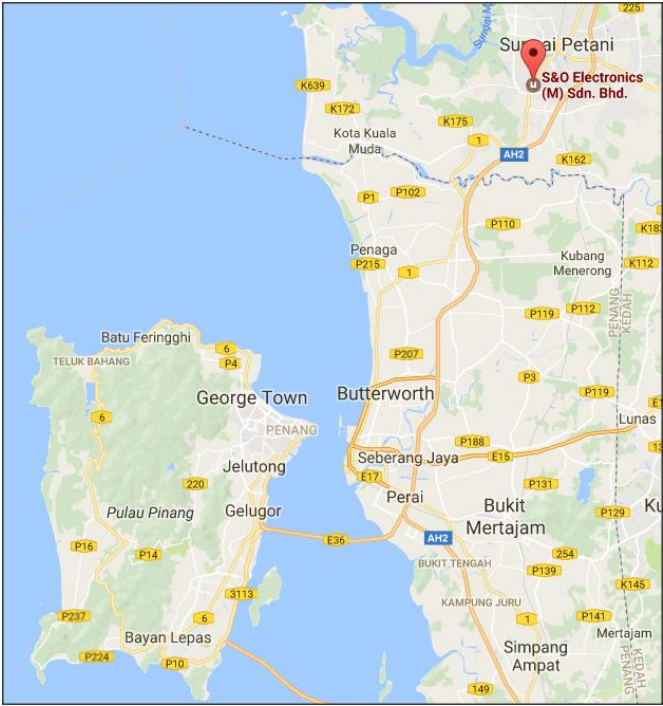 225
Sungai M
Sungai Petani
S&O Electronics
(M) Sdn. Bhd.
K639
K172
K175
Kota Kuala
Muda
1
AH2
K162
P1
P102
P110
K183
Penaga
P215
Kubang
Menerong
K112
1
PENANG
KEDAH
P119
P112
Batu Feringghi
6
P4
TELUK BAHANG
P207
P3
George Town
Butterworth
P119
6
PENANG
Lunas
P188
Seberang Jaya
E15
Jelutong
E17
220
P131
Perai
Pulau Pinang
Gelugor
Bukit
Mertajam
P129
E36
AH2
P16
P14
254
BUKIT TENGAH
P139
K145
3113
KAMPUNG JURU
P237
6
1
P141
Bayan Lepas
Mertajam
P224
P10
Simpang
Ampat
KEDAH
PENANG
149